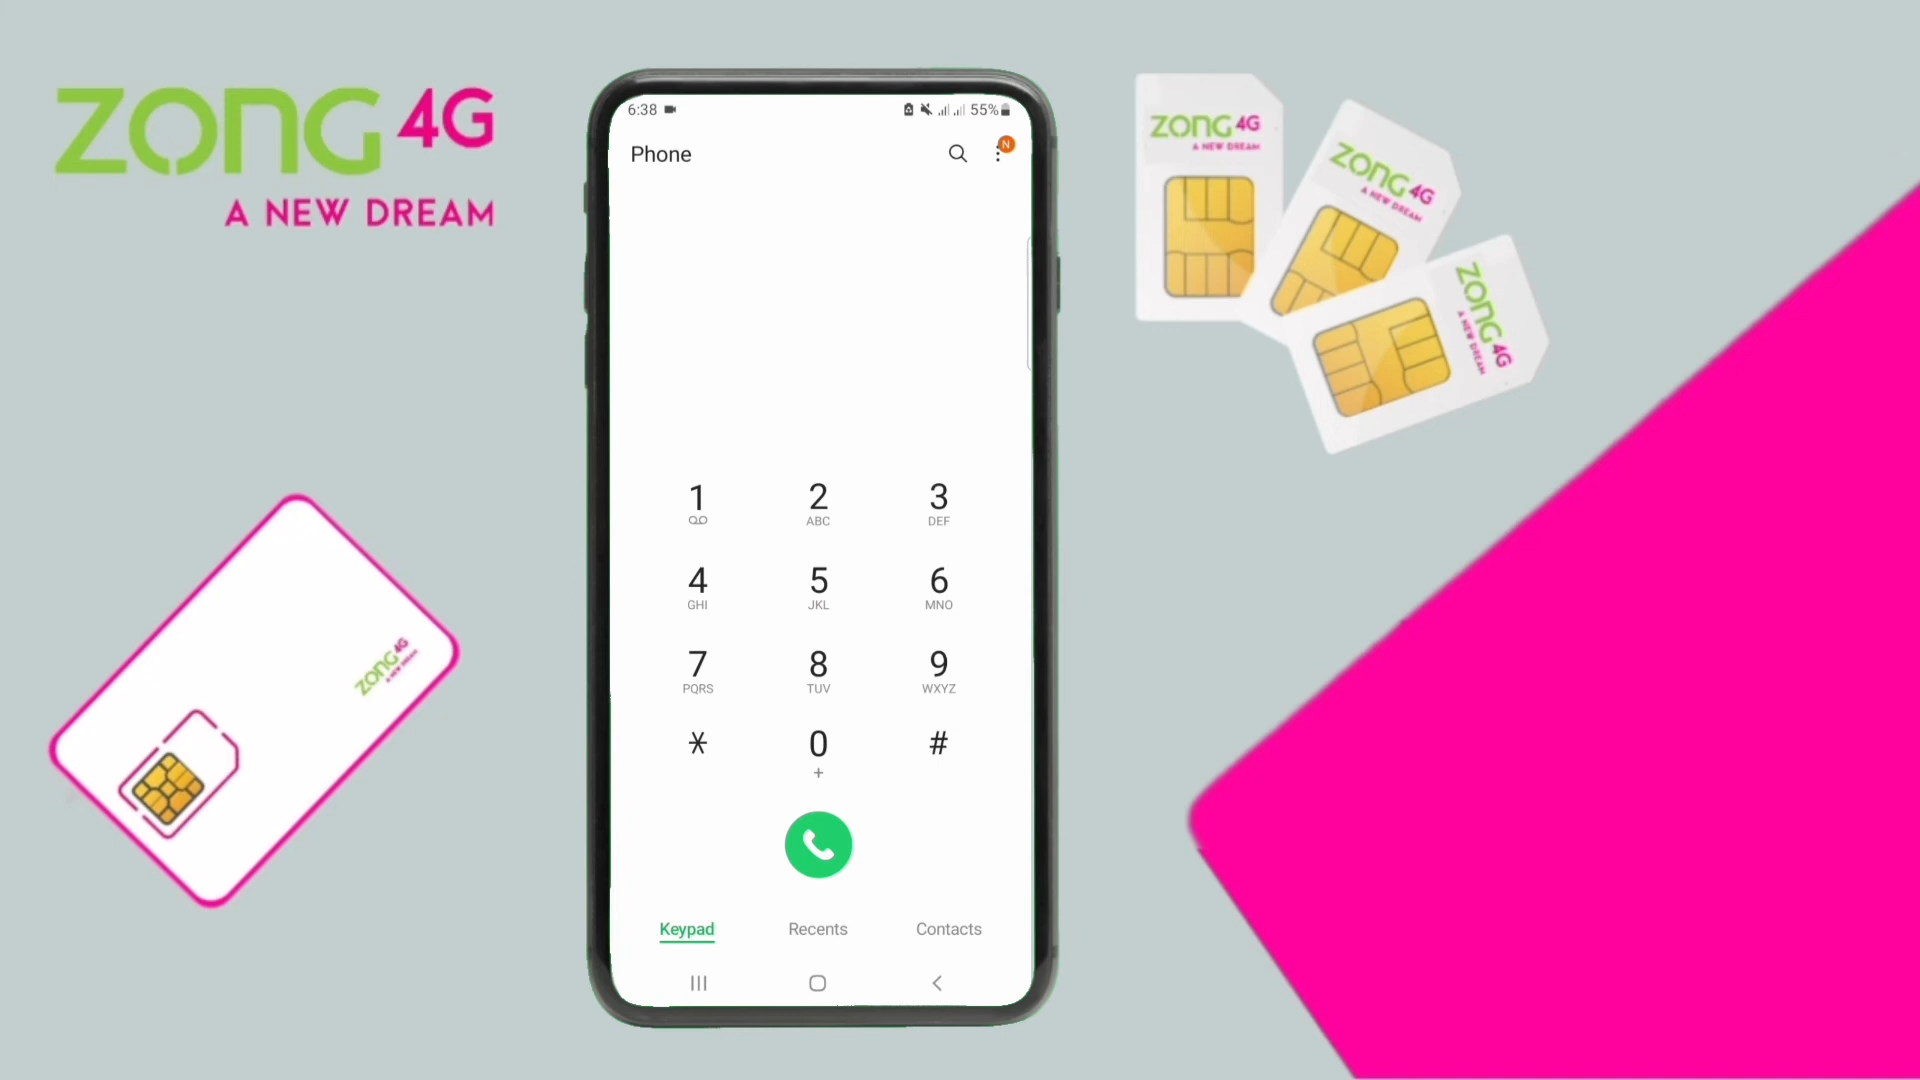 ZONG 4G
A NEW DREAM
6:38
55%
Phone
N
1
2
ABC
3
DEF
4
GHI
5
JKL
6
MNO
7
PQRS
8
TUV
9
WXYZ
*
0
+
#
Keypad
Recents
Contacts
ZONG 4G
A NEW DREAM
ZONG 4G
A NEW DREAM
ZONG 4G
A NEW DREAM
ZONG 4G
A NEW DREAM